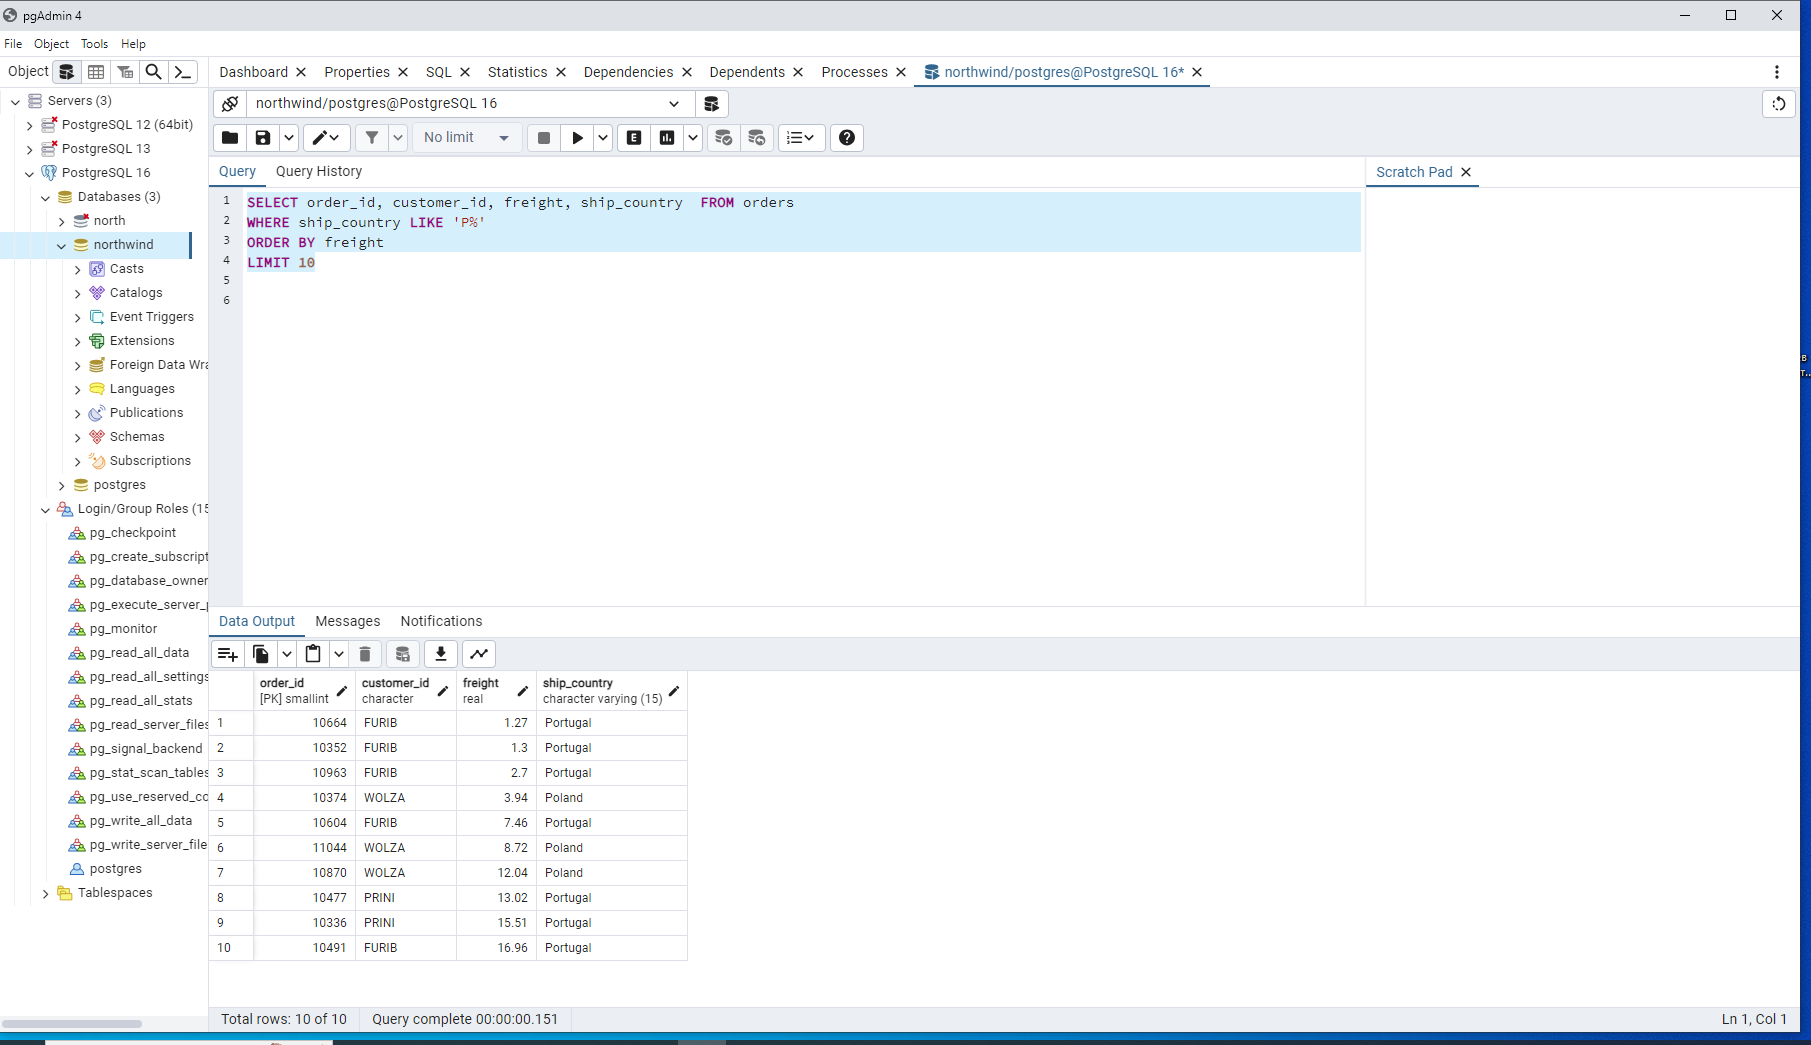 pgAdmin 4
File Object Tools Help
Object
Dashboard Properties SQL Statistics Dependencies Dependents Processes northwind/postgres@PostgreSQL 16*
Servers (3)
PostgreSQL 12 (64bit)
PostgreSQL 13
PostgreSQL 16
Databases (3)
north
northwind
Casts
Catalogs
Event Triggers
Extensions
Foreign Data Wra
Languages
Publications
Schemas
Subscriptions
postgres
Login/Group Roles (15
pg_checkpoint
pg_create_subscript
pg_database_owner
pg_execute_server_p
pg_monitor
pg_read_all_data
pg_read_all_settings
pg_read_all_stats
pg_read_server_files
pg_signal_backend
pg_stat_scan_tables
pg_use_reserved_co
pg_write_all_data
pg_write_server_file
postgres
Tablespaces
northwind/postgres@PostgreSQL 16
No limit
E
Query Query History
Scratch Pad
1 SELECT order_id, customer_id, freight, ship_country  FROM orders
2 WHERE ship_country LIKE 'P%'
3 ORDER BY freight
4 LIMIT 10
5
6
Data Output Messages Notifications
order_id customer_id freight ship_country
[PK] smallint character real character varying (15)
1 10664 FURIB 1.27 Portugal
2 10352 FURIB 1.3 Portugal
3 10963 FURIB 2.7 Portugal
4 10374 WOLZA 3.94 Poland
5 10604 FURIB 7.46 Portugal
6 11044 WOLZA 8.72 Poland
7 10870 WOLZA 12.04 Poland
8 10477 PRINI 13.02 Portugal
9 10336 PRINI 15.51 Portugal
10 10491 FURIB 16.96 Portugal
Total rows: 10 of 10 Query complete 00:00:00.151 Ln 1, Col 1